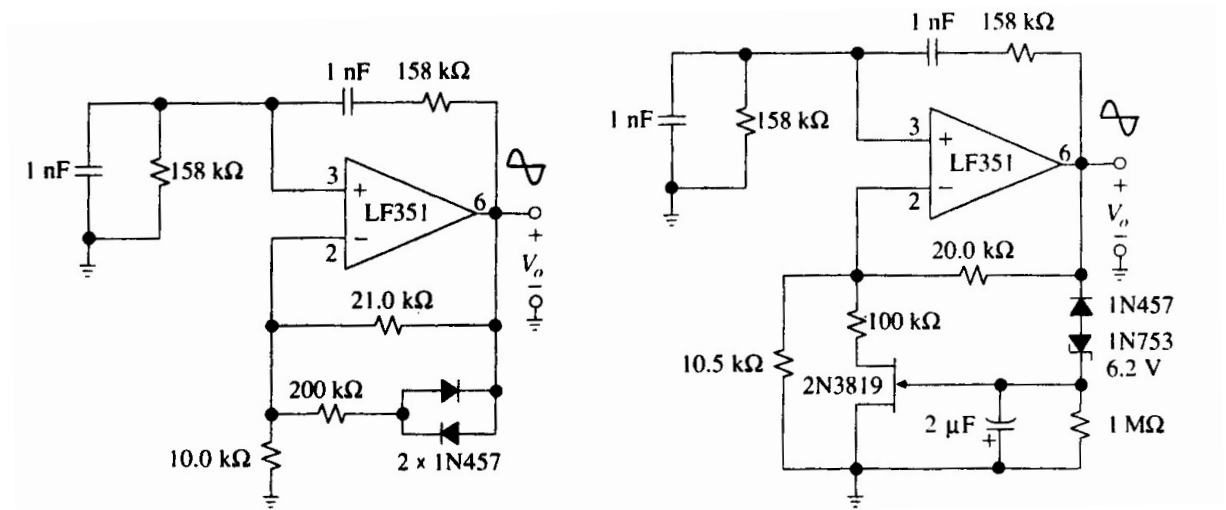 1 nF 158 kΩ
1 nF
158 kΩ
3
+
LF351
6
−
2
+
Vo
−
21.0 kΩ
200 kΩ
10.0 kΩ
2 × 1N457
1 nF 158 kΩ
1 nF
158 kΩ
3
+
LF351
6
−
2
+
Vo
−
20.0 kΩ
1N457
100 kΩ
1N753
6.2 V
10.5 kΩ
2N3819
2 µF
+
1 MΩ